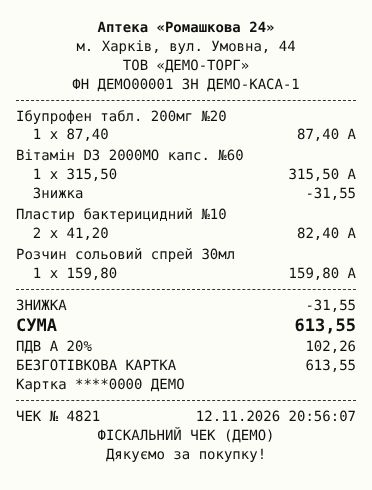 Аптека «Ромашкова 24»
м. Харків, вул. Умовна, 44
ТОВ «ДЕМО-ТОРГ»
ФН ДЕМО00001 ЗН ДЕМО-КАСА-1
Ібупрофен табл. 200мг №20
1 x 87,40 87,40 А
Вітамін D3 2000МО капс. №60
1 x 315,50 315,50 А
Знижка -31,55
Пластир бактерицидний №10
2 x 41,20 82,40 А
Розчин сольовий спрей 30мл
1 x 159,80 159,80 А
ЗНИЖКА -31,55
СУМА 613,55
ПДВ А 20% 102,26
БЕЗГОТІВКОВА КАРТКА 613,55
Картка ****0000 ДЕМО
ЧЕК № 4821 12.11.2026 20:56:07
ФІСКАЛЬНИЙ ЧЕК (ДЕМО)
Дякуємо за покупку!